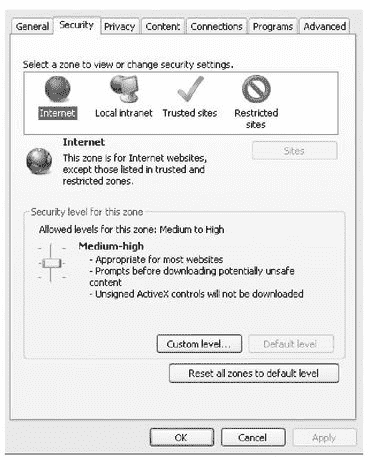 General Security Privacy Content Connections Programs Advanced
Select a zone to view or change security settings.
Internet Local intranet Trusted sites Restricted
sites
Internet
Sites
This zone is for Internet websites,
except those listed in trusted and
restricted zones.
Security level for this zone
Allowed levels for this zone: Medium to High
Medium-high
- Appropriate for most websites
- Prompts before downloading potentially unsafe
content
- Unsigned ActiveX controls will not be downloaded
Custom level... Default level
Reset all zones to default level
OK Cancel Apply